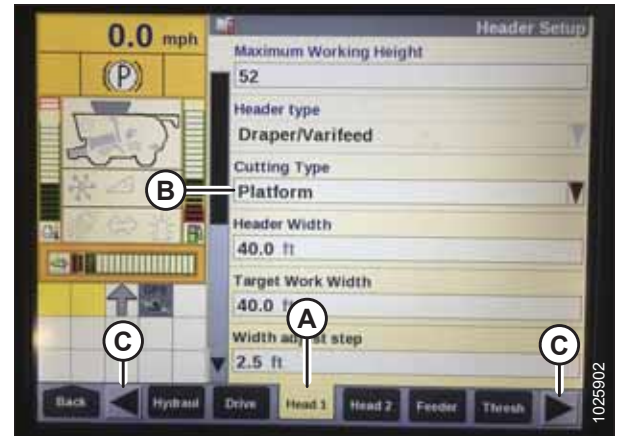 0.0 mph
Header Setup
(P)
Maximum Working Height
52
Header type
Draper/Varifeed
Cutting Type
B
Platform
Header Width
40.0 ft
Target Work Width
40.0 ft
A
Width adjust step
C
C
2.5 ft
Back
Hydraul
Drive
Head 1
Head 2
Feeder
Thresh
1025902